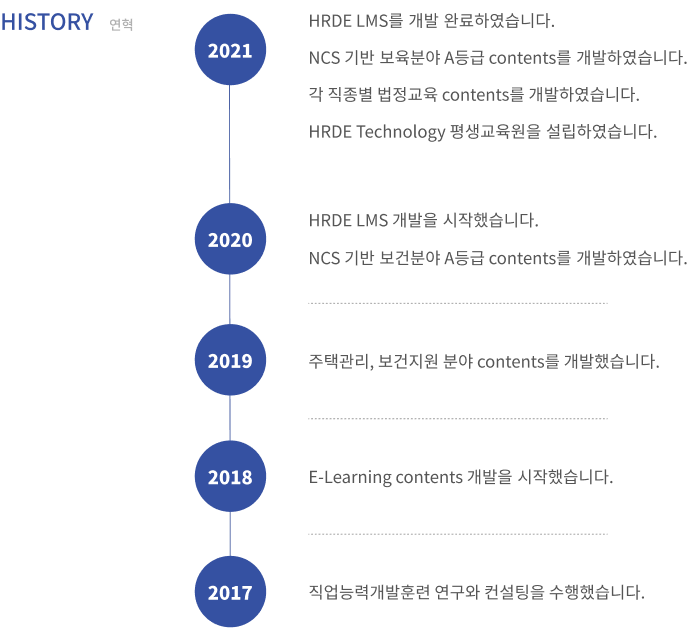 HISTORY 연혁
2021
HRDE LMS를 개발 완료하였습니다.
NCS 기반 보육분야 A등급 contents를 개발하였습니다.
각 직종별 법정교육 contents를 개발하였습니다.
HRDE Technology 평생교육원을 설립하였습니다.
2020
HRDE LMS 개발을 시작했습니다.
NCS 기반 보건분야 A등급 contents를 개발하였습니다.
2019
주택관리, 보건지원 분야 contents를 개발했습니다.
2018
E-Learning contents 개발을 시작했습니다.
2017
직업능력개발훈련 연구와 컨설팅을 수행했습니다.